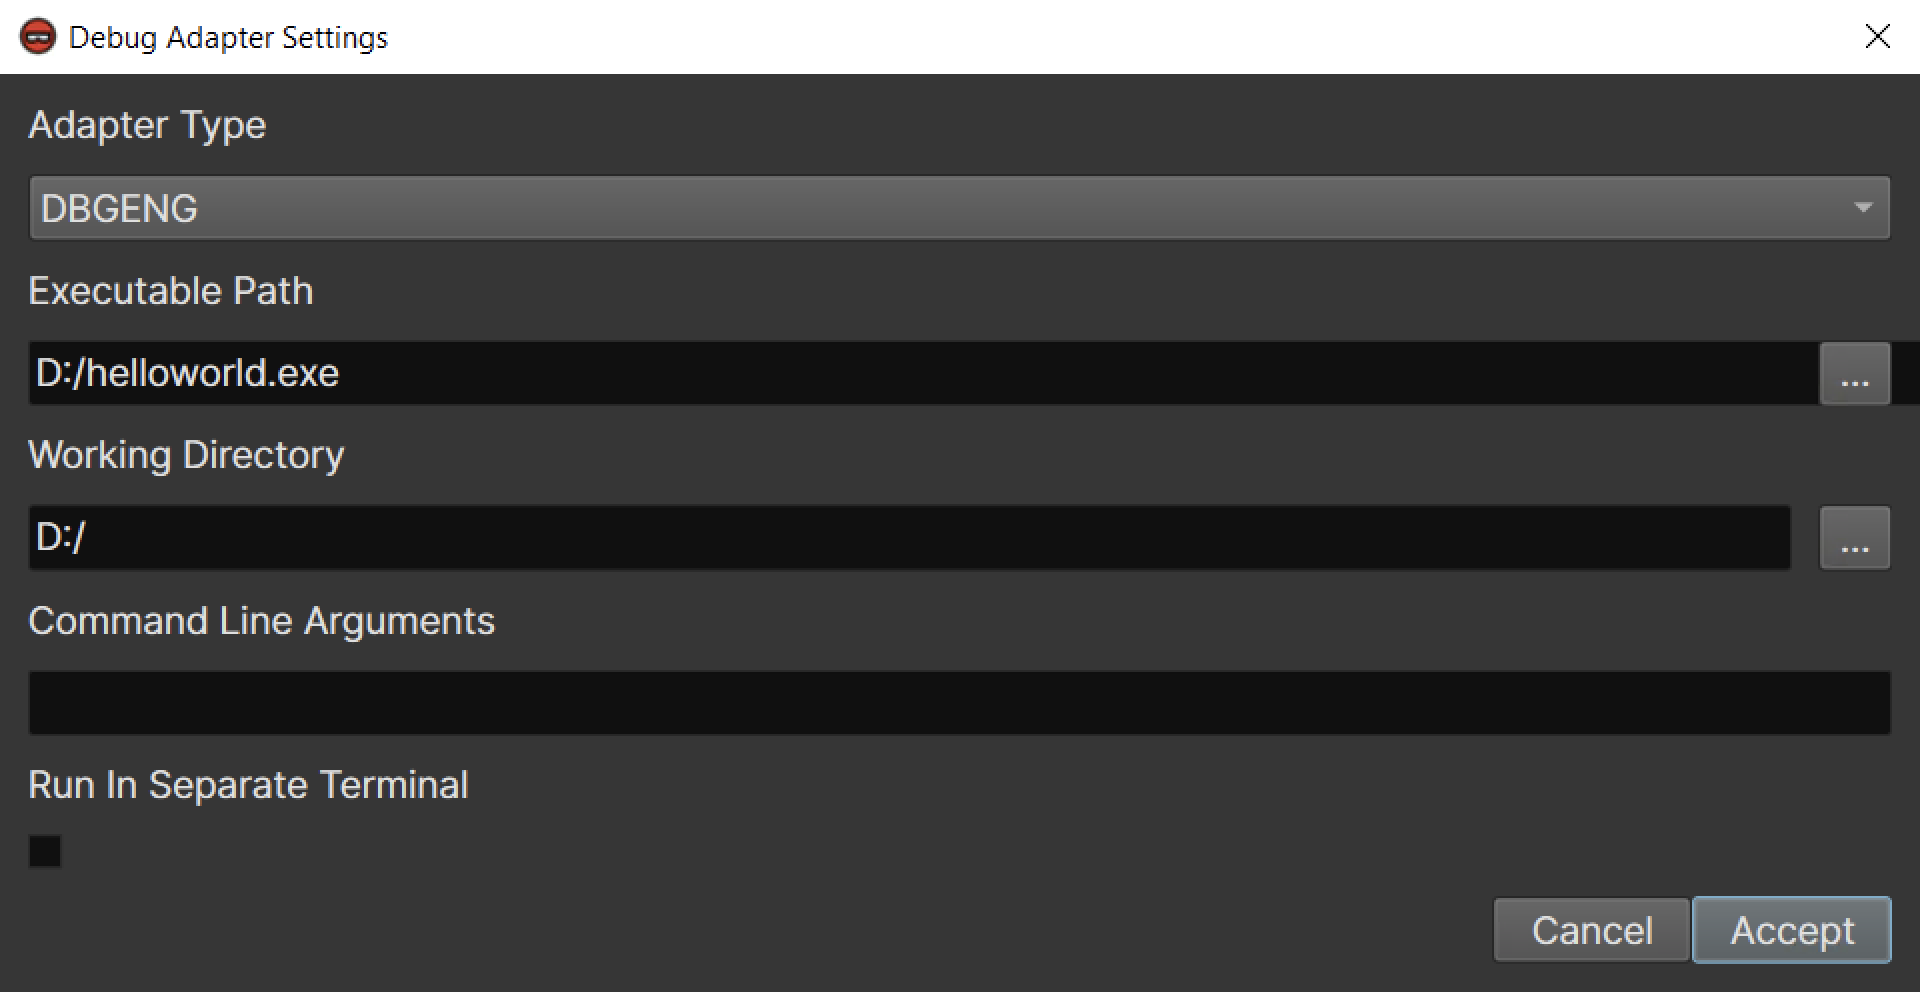 Debug Adapter Settings
Adapter Type
DBGENG
Executable Path
D:/helloworld.exe
...
Working Directory
D:/
...
Command Line Arguments
Run In Separate Terminal
Cancel Accept